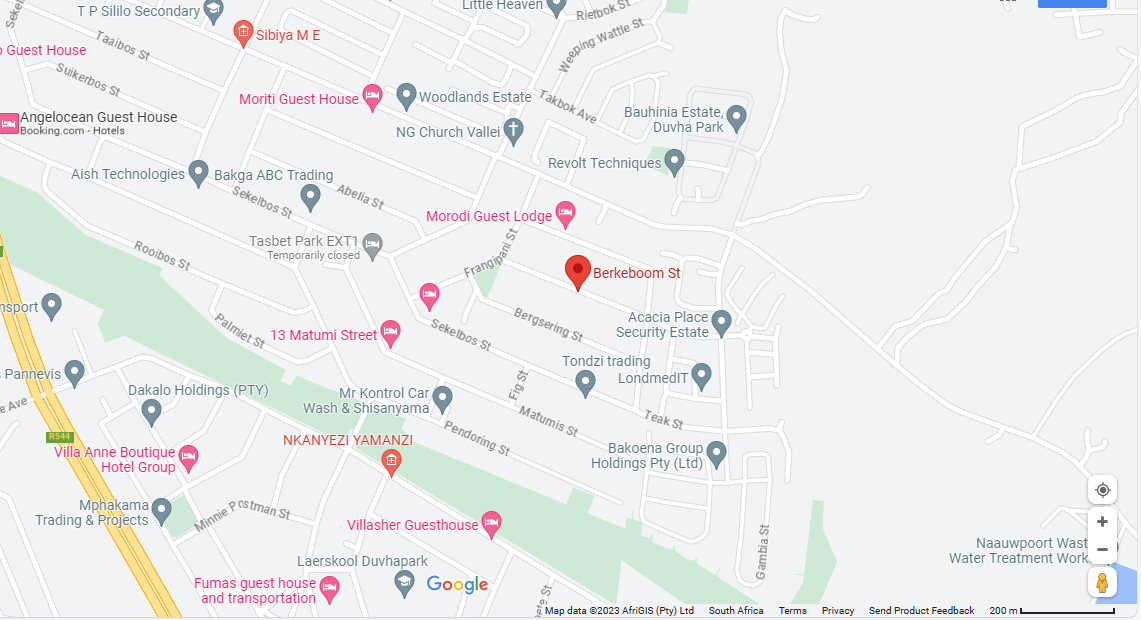 T P Sililo Secondary
Little Heaven
Rietbok St
Sekel
Taaibos St
Sibiya M E
Weeping Wattle St
o Guest House
Suikerbos St
Moriti Guest House
Woodlands Estate
Takbok Ave
Bauhinia Estate,
Duvha Park
Angelocean Guest House
Booking.com - Hotels
NG Church Vallei
Revolt Techniques
Aish Technologies
Bakga ABC Trading
Abelia St
Sekelbos St
Morodi Guest Lodge
Tasbet Park EXT1
Temporarily closed
Rooibos St
Frangipani St
Berkeboom St
nsport
Palmiet St
13 Matumi Street
Sekelbos St
Bergsering St
Acacia Place
Security Estate
Tondzi trading
LondmedIT
s Pannevis
e Ave
Dakalo Holdings (PTY)
Mr Kontrol Car
Wash & Shisanyama
Fig St
Matumis St
Teak St
R544
NKANYEZI YAMANZI
Pendoring St
Villa Anne Boutique
Hotel Group
Bakoena Group
Holdings Pty (Ltd)
Mphakama
Trading & Projects
Minnie Postman St
Villasher Guesthouse
Gambia St
Naauwpoort Wast
Water Treatment Work
Laerskool Duvhapark
Fumas guest house
and transportation
Google
Map data ©2023 AfriGIS (Pty) Ltd South Africa Terms Privacy Send Product Feedback 200 m